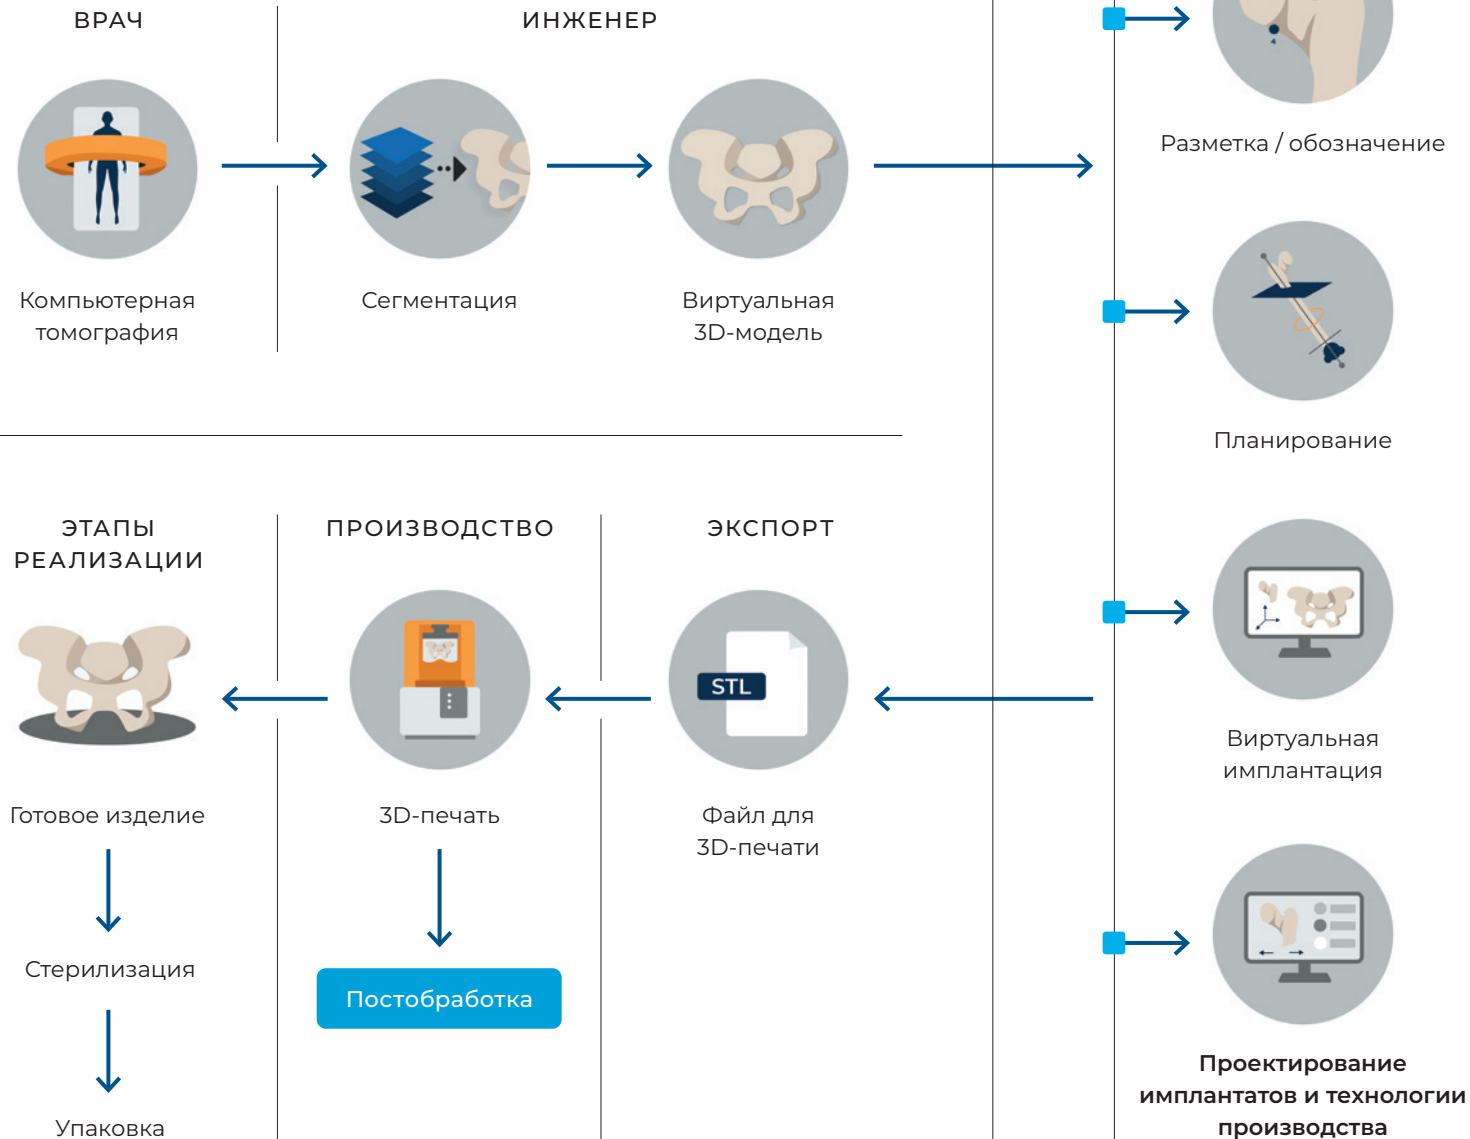 ВРАЧ
ИНЖЕНЕР
Компьютерная
томография
Сегментация
Виртуальная
3D-модель
Разметка / обозначение
Планирование
Виртуальная
имплантация
Проектирование
имплантатов и технологии
производства
ЭКСПОРТ
STL
Файл для
3D-печати
ПРОИЗВОДСТВО
3D-печать
Постобработка
ЭТАПЫ
РЕАЛИЗАЦИИ
Готовое изделие
Стерилизация
Упаковка